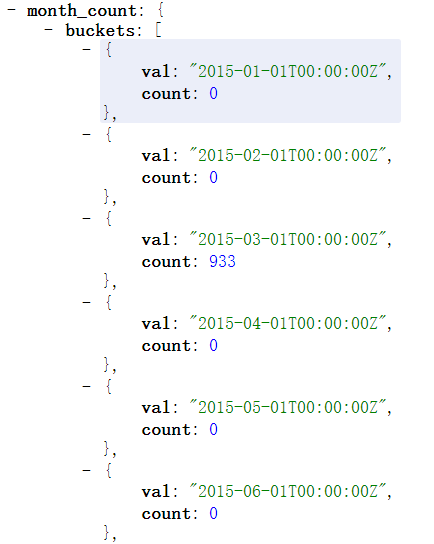 - month_count: {
- buckets: [
- {
val: "2015-01-01T00:00:00Z",
count: 0
},
- {
val: "2015-02-01T00:00:00Z",
count: 0
},
- {
val: "2015-03-01T00:00:00Z",
count: 933
},
- {
val: "2015-04-01T00:00:00Z",
count: 0
},
- {
val: "2015-05-01T00:00:00Z",
count: 0
},
- {
val: "2015-06-01T00:00:00Z",
count: 0
},